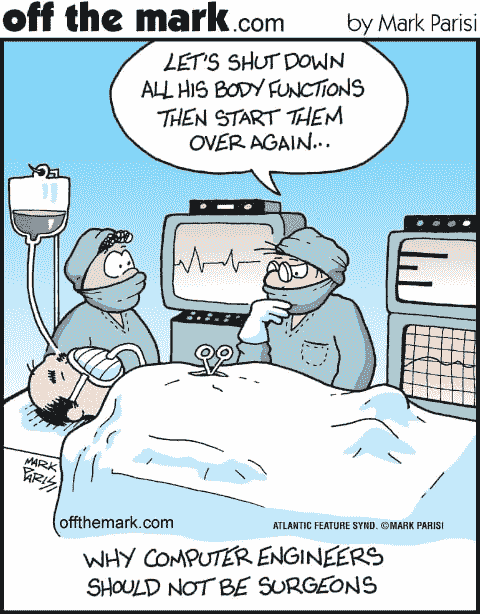 off the mark.com by Mark Parisi
LET'S SHUT DOWN
ALL HIS BODY FUNCTIONS
THEN START THEM
OVER AGAIN...
MARK
PARISI
offthemark.com
ATLANTIC FEATURE SYND. ©MARK PARISI
WHY COMPUTER ENGINEERS
SHOULD NOT BE SURGEONS